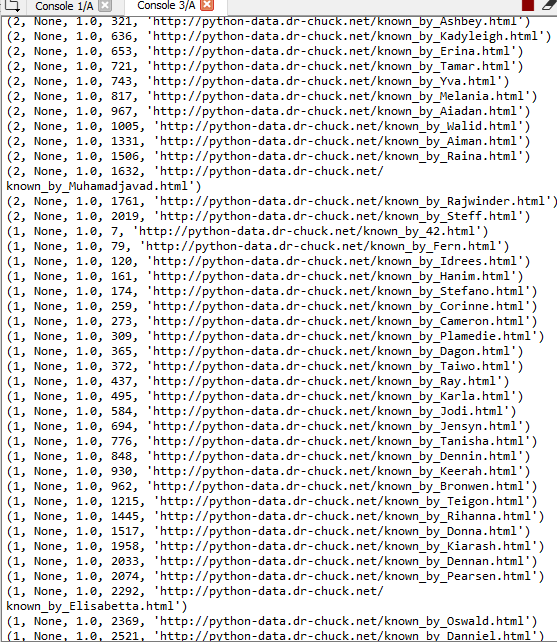 Console 1/A Console 3/A
(2, None, 1.0, 321, 'http://python-data.dr-chuck.net/known_by_Ashbey.html')
(2, None, 1.0, 636, 'http://python-data.dr-chuck.net/known_by_Kadyleigh.html')
(2, None, 1.0, 653, 'http://python-data.dr-chuck.net/known_by_Erina.html')
(2, None, 1.0, 721, 'http://python-data.dr-chuck.net/known_by_Tamar.html')
(2, None, 1.0, 743, 'http://python-data.dr-chuck.net/known_by_Yva.html')
(2, None, 1.0, 817, 'http://python-data.dr-chuck.net/known_by_Melania.html')
(2, None, 1.0, 967, 'http://python-data.dr-chuck.net/known_by_Aiadan.html')
(2, None, 1.0, 1005, 'http://python-data.dr-chuck.net/known_by_Walid.html')
(2, None, 1.0, 1331, 'http://python-data.dr-chuck.net/known_by_Aiman.html')
(2, None, 1.0, 1506, 'http://python-data.dr-chuck.net/known_by_Raina.html')
(2, None, 1.0, 1632, 'http://python-data.dr-chuck.net/
known_by_Muhamadjavad.html')
(2, None, 1.0, 1761, 'http://python-data.dr-chuck.net/known_by_Rajwinder.html')
(2, None, 1.0, 2019, 'http://python-data.dr-chuck.net/known_by_Steff.html')
(1, None, 1.0, 7, 'http://python-data.dr-chuck.net/known_by_42.html')
(1, None, 1.0, 79, 'http://python-data.dr-chuck.net/known_by_Fern.html')
(1, None, 1.0, 120, 'http://python-data.dr-chuck.net/known_by_Idrees.html')
(1, None, 1.0, 161, 'http://python-data.dr-chuck.net/known_by_Hanim.html')
(1, None, 1.0, 174, 'http://python-data.dr-chuck.net/known_by_Stefano.html')
(1, None, 1.0, 259, 'http://python-data.dr-chuck.net/known_by_Corinne.html')
(1, None, 1.0, 273, 'http://python-data.dr-chuck.net/known_by_Cameron.html')
(1, None, 1.0, 309, 'http://python-data.dr-chuck.net/known_by_Plamedie.html')
(1, None, 1.0, 365, 'http://python-data.dr-chuck.net/known_by_Dagon.html')
(1, None, 1.0, 372, 'http://python-data.dr-chuck.net/known_by_Taiwo.html')
(1, None, 1.0, 437, 'http://python-data.dr-chuck.net/known_by_Ray.html')
(1, None, 1.0, 495, 'http://python-data.dr-chuck.net/known_by_Karla.html')
(1, None, 1.0, 584, 'http://python-data.dr-chuck.net/known_by_Jodi.html')
(1, None, 1.0, 694, 'http://python-data.dr-chuck.net/known_by_Jensyn.html')
(1, None, 1.0, 776, 'http://python-data.dr-chuck.net/known_by_Tanisha.html')
(1, None, 1.0, 848, 'http://python-data.dr-chuck.net/known_by_Dennin.html')
(1, None, 1.0, 930, 'http://python-data.dr-chuck.net/known_by_Keerah.html')
(1, None, 1.0, 962, 'http://python-data.dr-chuck.net/known_by_Bronwen.html')
(1, None, 1.0, 1215, 'http://python-data.dr-chuck.net/known_by_Teigon.html')
(1, None, 1.0, 1445, 'http://python-data.dr-chuck.net/known_by_Rihanna.html')
(1, None, 1.0, 1517, 'http://python-data.dr-chuck.net/known_by_Donna.html')
(1, None, 1.0, 1958, 'http://python-data.dr-chuck.net/known_by_Kiarash.html')
(1, None, 1.0, 2033, 'http://python-data.dr-chuck.net/known_by_Dennan.html')
(1, None, 1.0, 2074, 'http://python-data.dr-chuck.net/known_by_Pearsen.html')
(1, None, 1.0, 2292, 'http://python-data.dr-chuck.net/
known_by_Elisabetta.html')
(1, None, 1.0, 2369, 'http://python-data.dr-chuck.net/known_by_Oswald.html')
(1, None, 1.0, 2521, 'http://python-data.dr-chuck.net/known_by_Danniel.html')